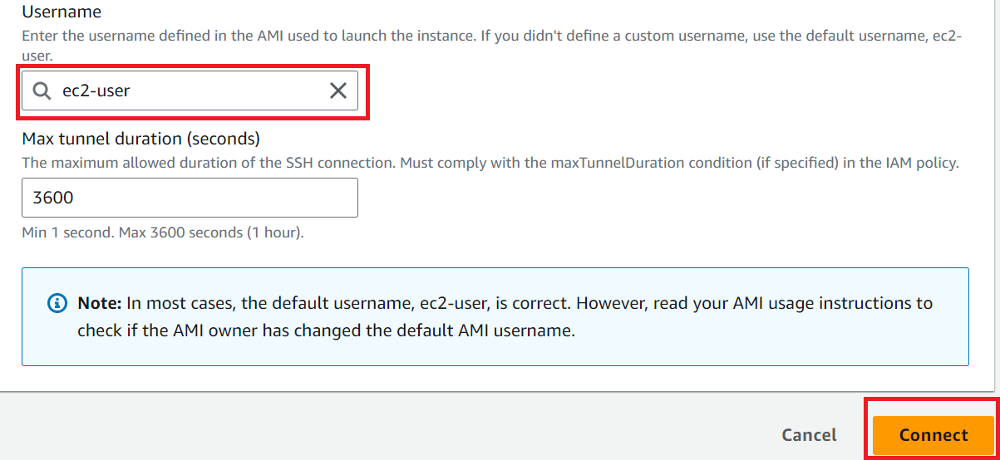 Username
Enter the username defined in the AMI used to launch the instance. If you didn't define a custom username, use the default username, ec2-
user.
ec2-user
Max tunnel duration (seconds)
The maximum allowed duration of the SSH connection. Must comply with the maxTunnelDuration condition (if specified) in the IAM policy.
3600
Min 1 second. Max 3600 seconds (1 hour).
Note: In most cases, the default username, ec2-user, is correct. However, read your AMI usage instructions to
check if the AMI owner has changed the default AMI username.
Cancel Connect